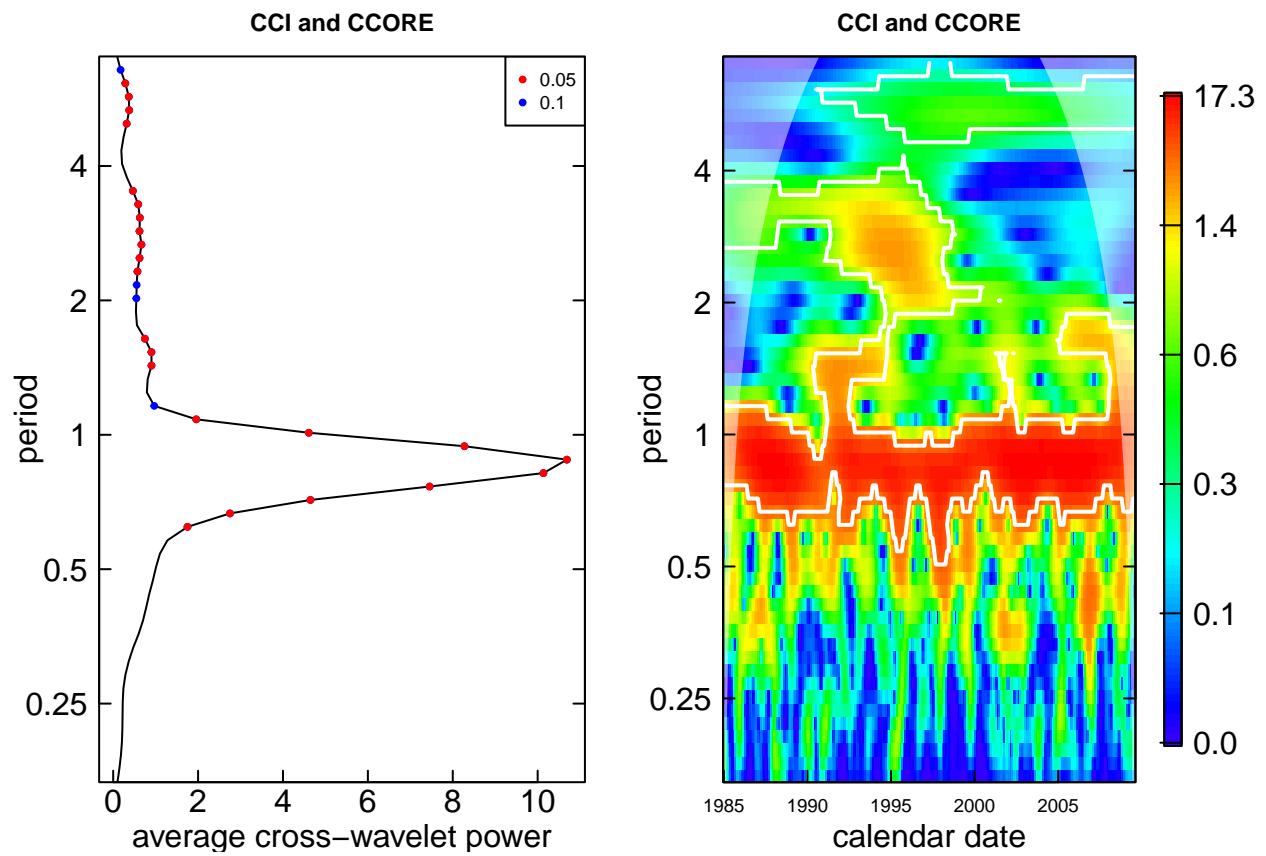 CCI and CCORE
0.05
0.1
4
2
1
0.5
0.25
period
0 2 4 6 8 10
average cross−wavelet power
CCI and CCORE
4
2
1
0.5
0.25
period
1985 1990 1995 2000 2005
calendar date
17.3
1.4
0.6
0.3
0.1
0.0